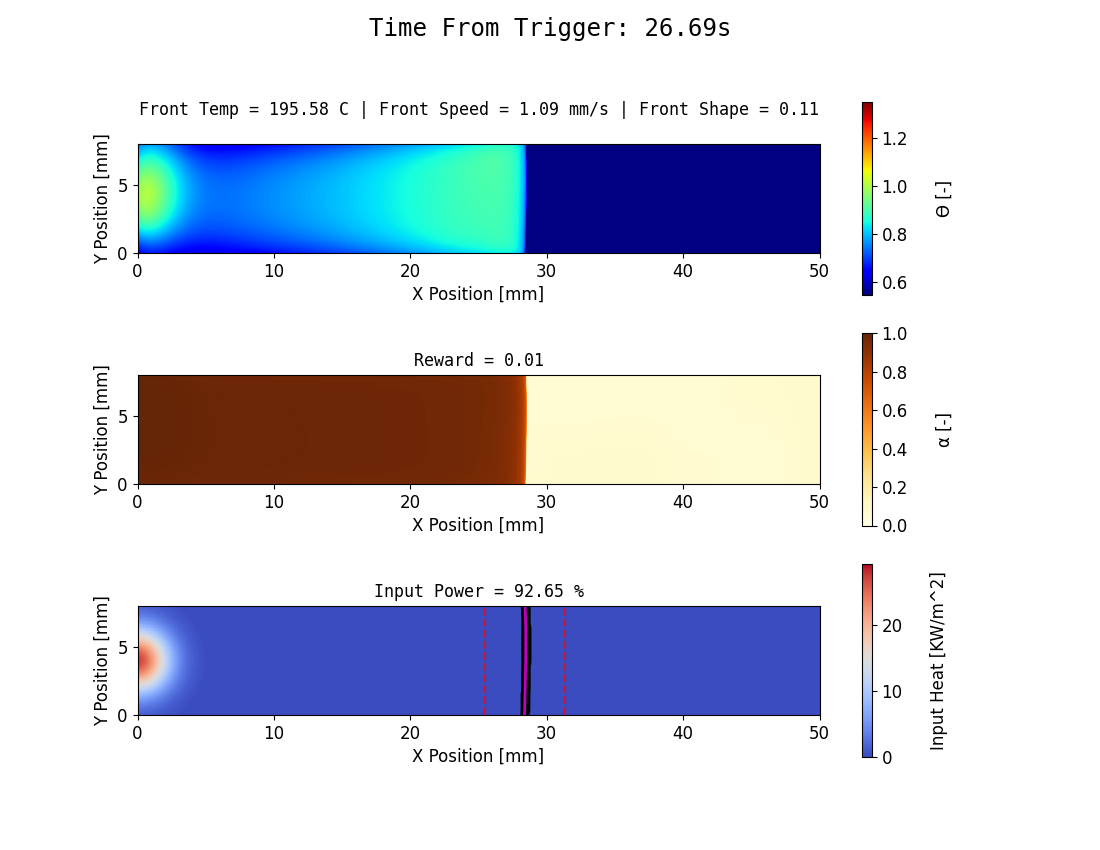 Time From Trigger: 26.69s
Front Temp = 195.58 C | Front Speed = 1.09 mm/s | Front Shape = 0.11
Y Position [mm]
5
0
0 10 20 30 40 50
X Position [mm]
1.2
1.0
0.8
0.6
Θ [-]
Reward = 0.01
Y Position [mm]
5
0
0 10 20 30 40 50
X Position [mm]
1.0
0.8
0.6
0.4
0.2
0.0
α [-]
Input Power = 92.65 %
Y Position [mm]
5
0
0 10 20 30 40 50
X Position [mm]
20
10
0
Input Heat [KW/m^2]